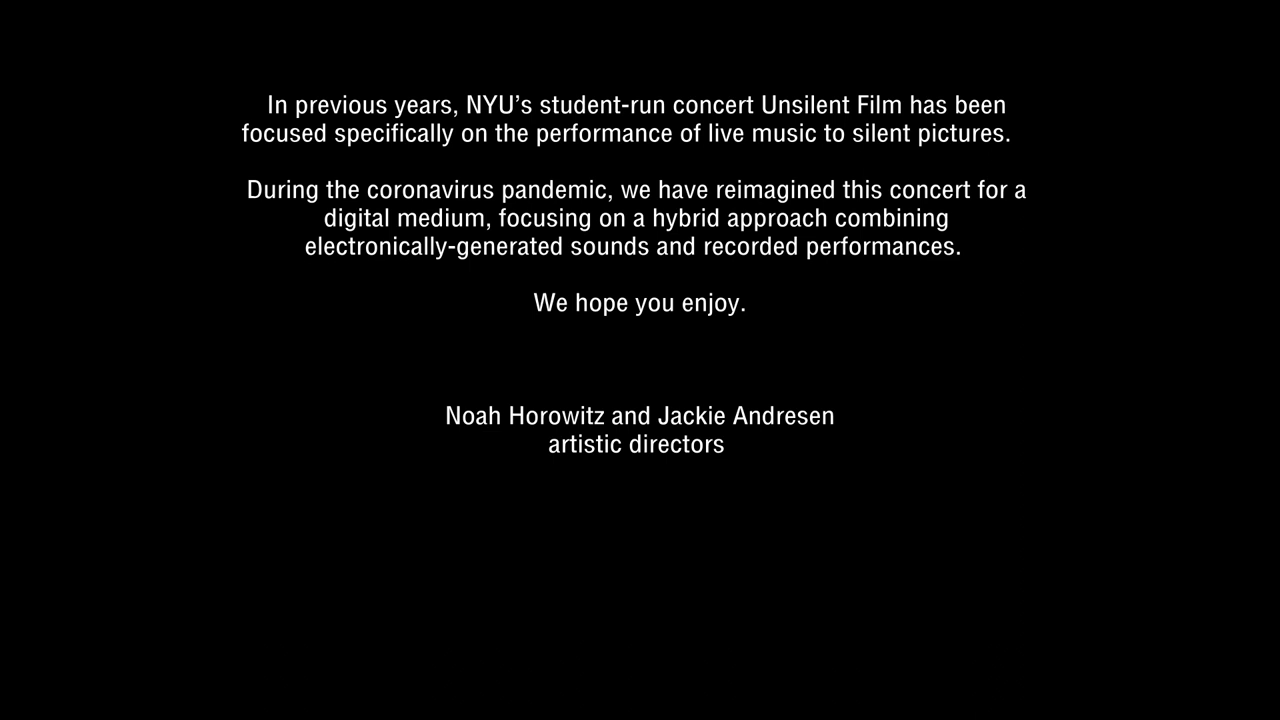 In previous years, NYU’s student-run concert Unsilent Film has been
focused specifically on the performance of live music to silent pictures.
During the coronavirus pandemic, we have reimagined this concert for a
digital medium, focusing on a hybrid approach combining
electronically-generated sounds and recorded performances.
We hope you enjoy.
Noah Horowitz and Jackie Andresen
artistic directors